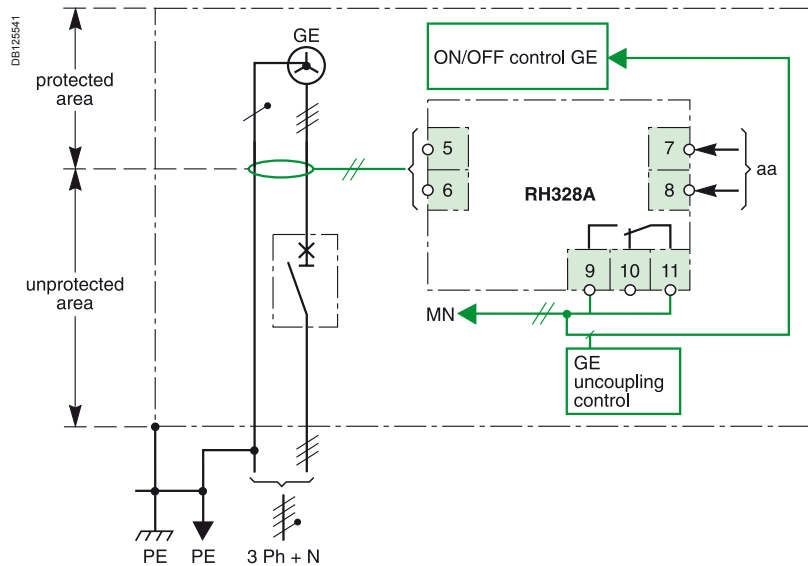 DB125541
GE
ON/OFF control GE
protected
area
5
7
6
8
aa
RH328A
unprotected
area
9 10 11
MN
GE
uncoupling
control
PE PE 3 Ph + N